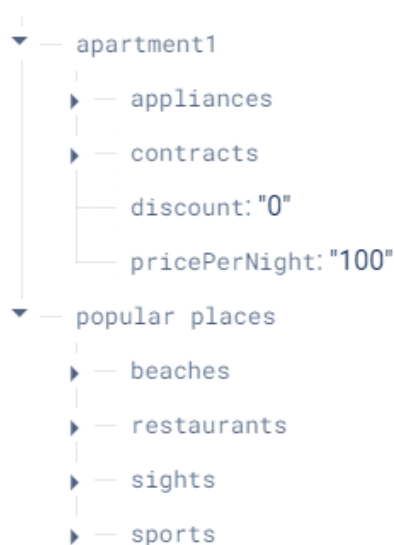 apartment1
appliances
contracts
discount: "0"
pricePerNight: "100"
popular places
beaches
restaurants
sights
sports